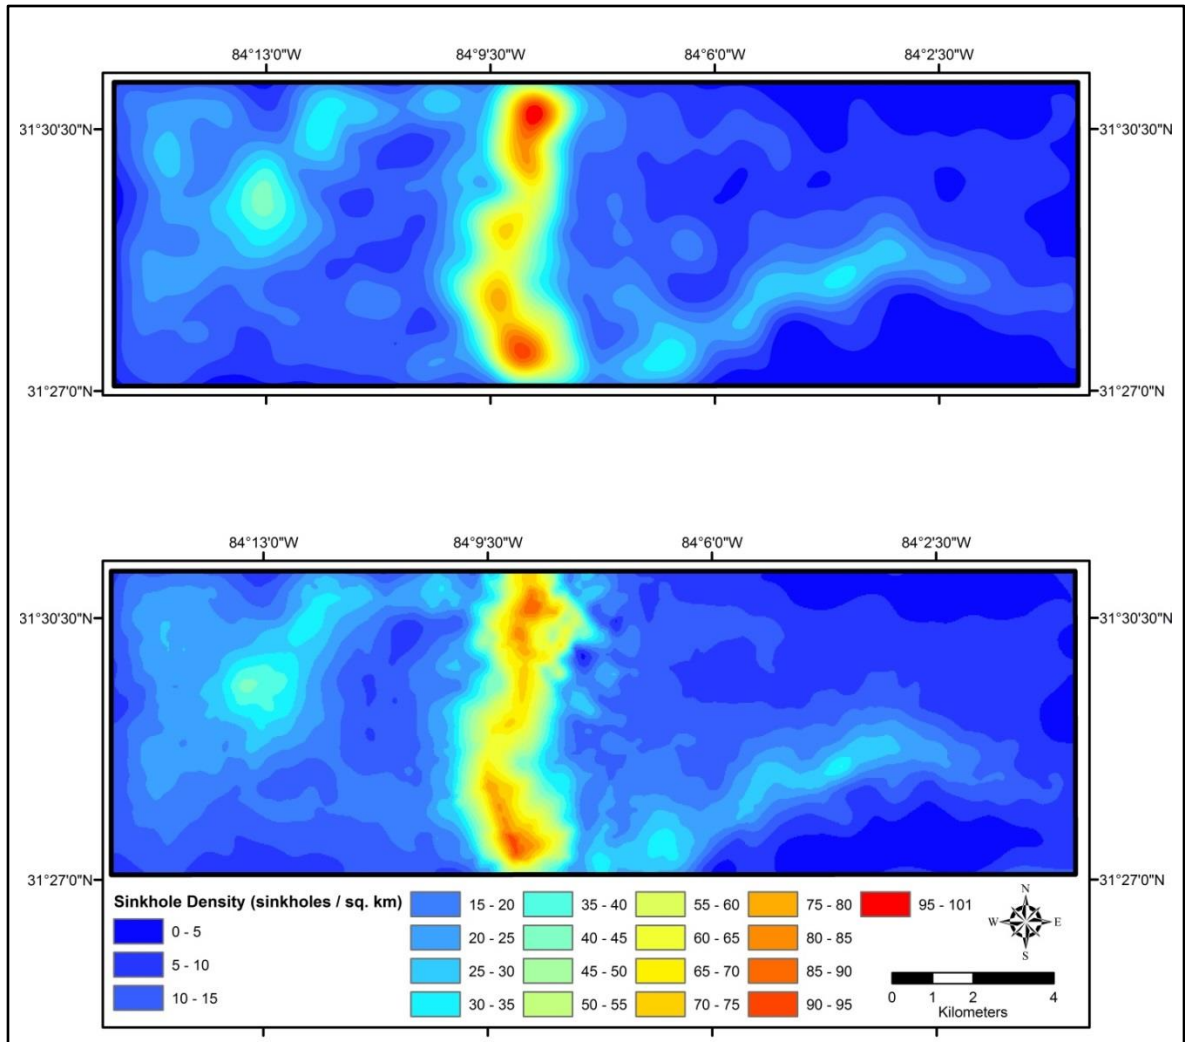 84°13'0"W 84°9'30"W 84°6'0"W 84°2'30"W
31°30'30"N 31°30'30"N
31°27'0"N 31°27'0"N
84°13'0"W 84°9'30"W 84°6'0"W 84°2'30"W
31°30'30"N 31°30'30"N
31°27'0"N 31°27'0"N
Sinkhole Density (sinkholes / sq. km)
0 - 5
5 - 10
10 - 15
15 - 20
20 - 25
25 - 30
30 - 35
35 - 40
40 - 45
45 - 50
50 - 55
55 - 60
60 - 65
65 - 70
70 - 75
75 - 80
80 - 85
85 - 90
90 - 95
95 - 101
N
W E
S
0 1 2 4
Kilometers